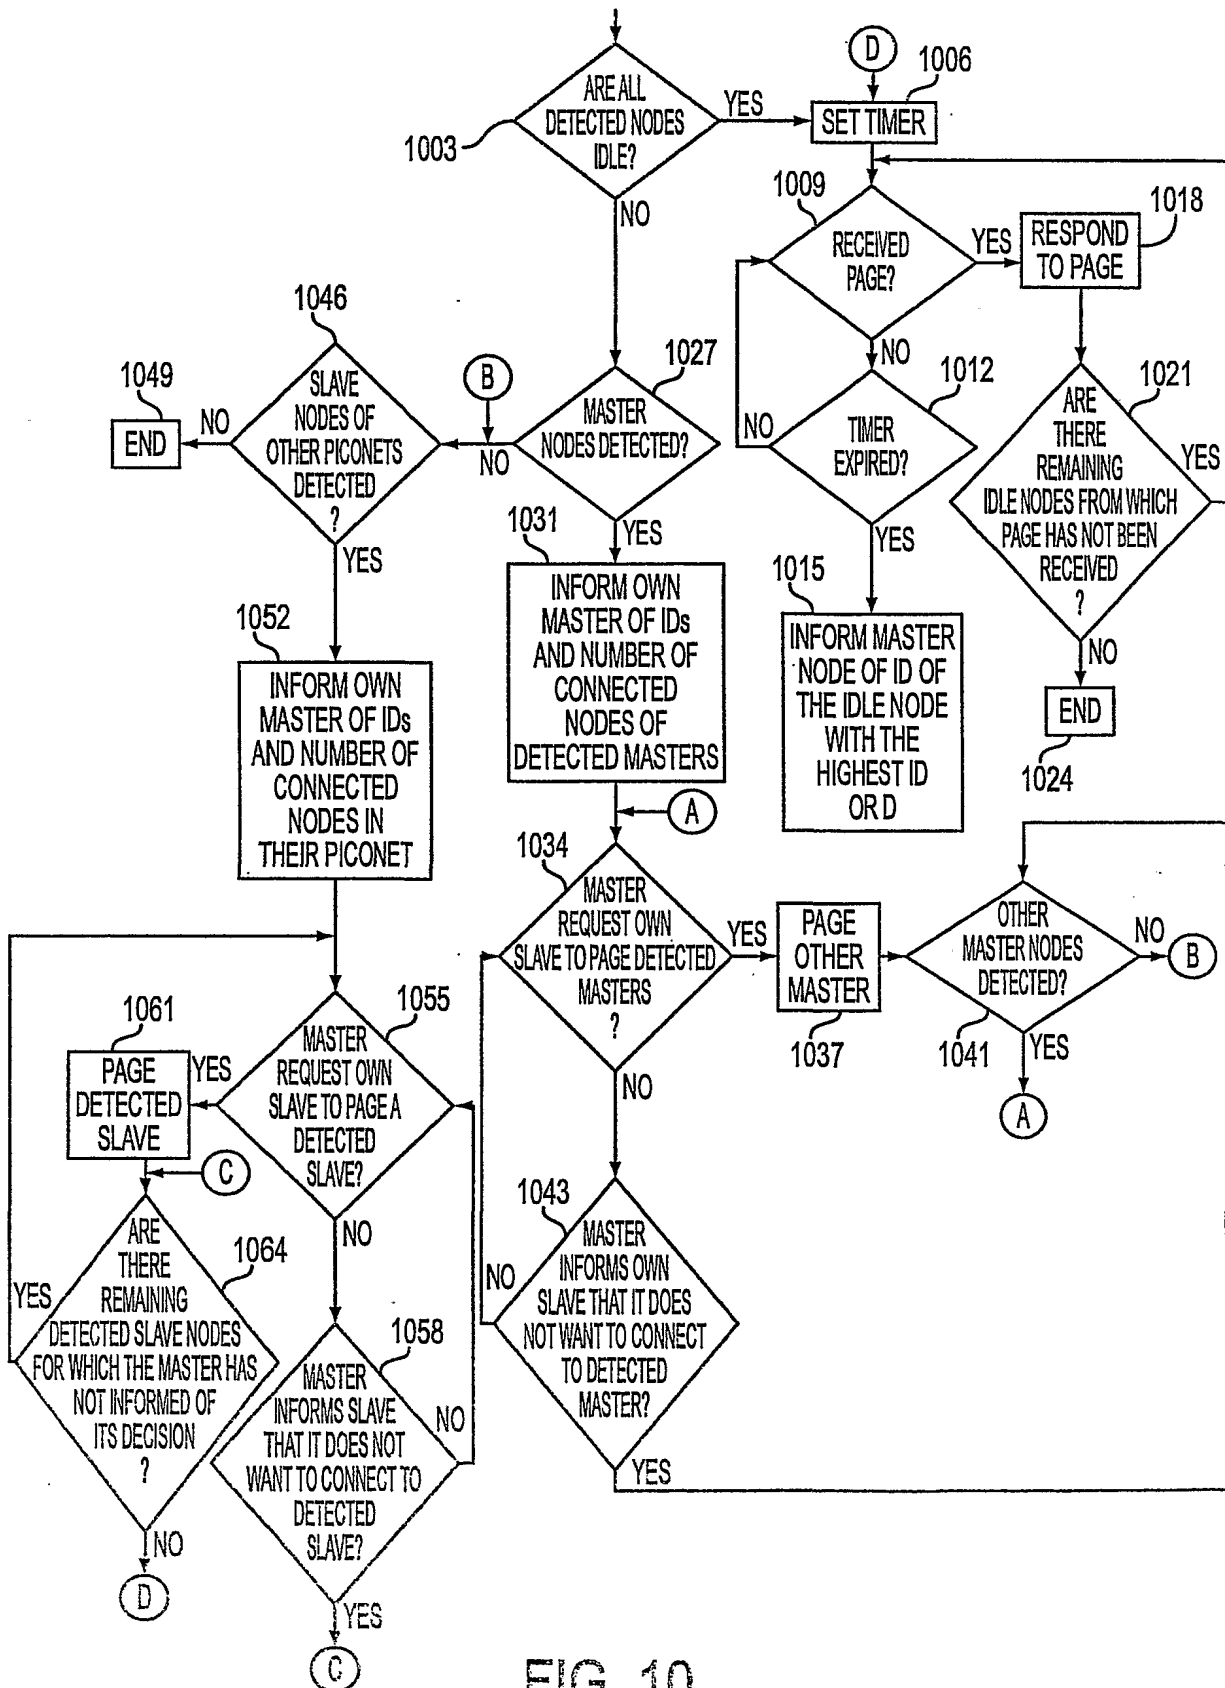 ARE ALL
DETECTED NODES
IDLE?
1003
YES
NO
D
1006
SET TIMER
1009
RECEIVED
PAGE?
YES
NO
1018
RESPOND
TO PAGE
1012
TIMER
EXPIRED?
NO
YES
1021
ARE
THERE
REMAINING
IDLE NODES FROM WHICH
PAGE HAS NOT BEEN
RECEIVED
?
YES
NO
END
1024
1015
INFORM MASTER
NODE OF ID OF
THE IDLE NODE
WITH THE
HIGHEST ID
OR D
1027
MASTER
NODES DETECTED?
B
NO
YES
1046
SLAVE
NODES OF
OTHER PICONETS
DETECTED
?
NO
YES
1049
END
1031
INFORM OWN
MASTER OF IDs
AND NUMBER OF
CONNECTED
NODES OF
DETECTED MASTERS
A
1052
INFORM OWN
MASTER OF IDs
AND NUMBER OF
CONNECTED
NODES IN
THEIR PICONET
1034
MASTER
REQUEST OWN
SLAVE TO PAGE DETECTED
MASTERS
?
YES
NO
PAGE
OTHER
MASTER
1037
OTHER
MASTER NODES
DETECTED?
1041
NO
B
YES
A
1055
MASTER
REQUEST OWN
SLAVE TO PAGE A
DETECTED
SLAVE?
YES
NO
1061
PAGE
DETECTED
SLAVE
C
1043
MASTER
INFORMS OWN
SLAVE THAT IT DOES
NOT WANT TO CONNECT
TO DETECTED
MASTER?
NO
YES
1064
ARE
THERE
REMAINING
DETECTED SLAVE NODES
FOR WHICH THE MASTER HAS
NOT INFORMED OF
ITS DECISION
?
YES
NO
D
1058
MASTER
INFORMS SLAVE
THAT IT DOES NOT
WANT TO CONNECT TO
DETECTED
SLAVE?
NO
YES
C
FIG. 10